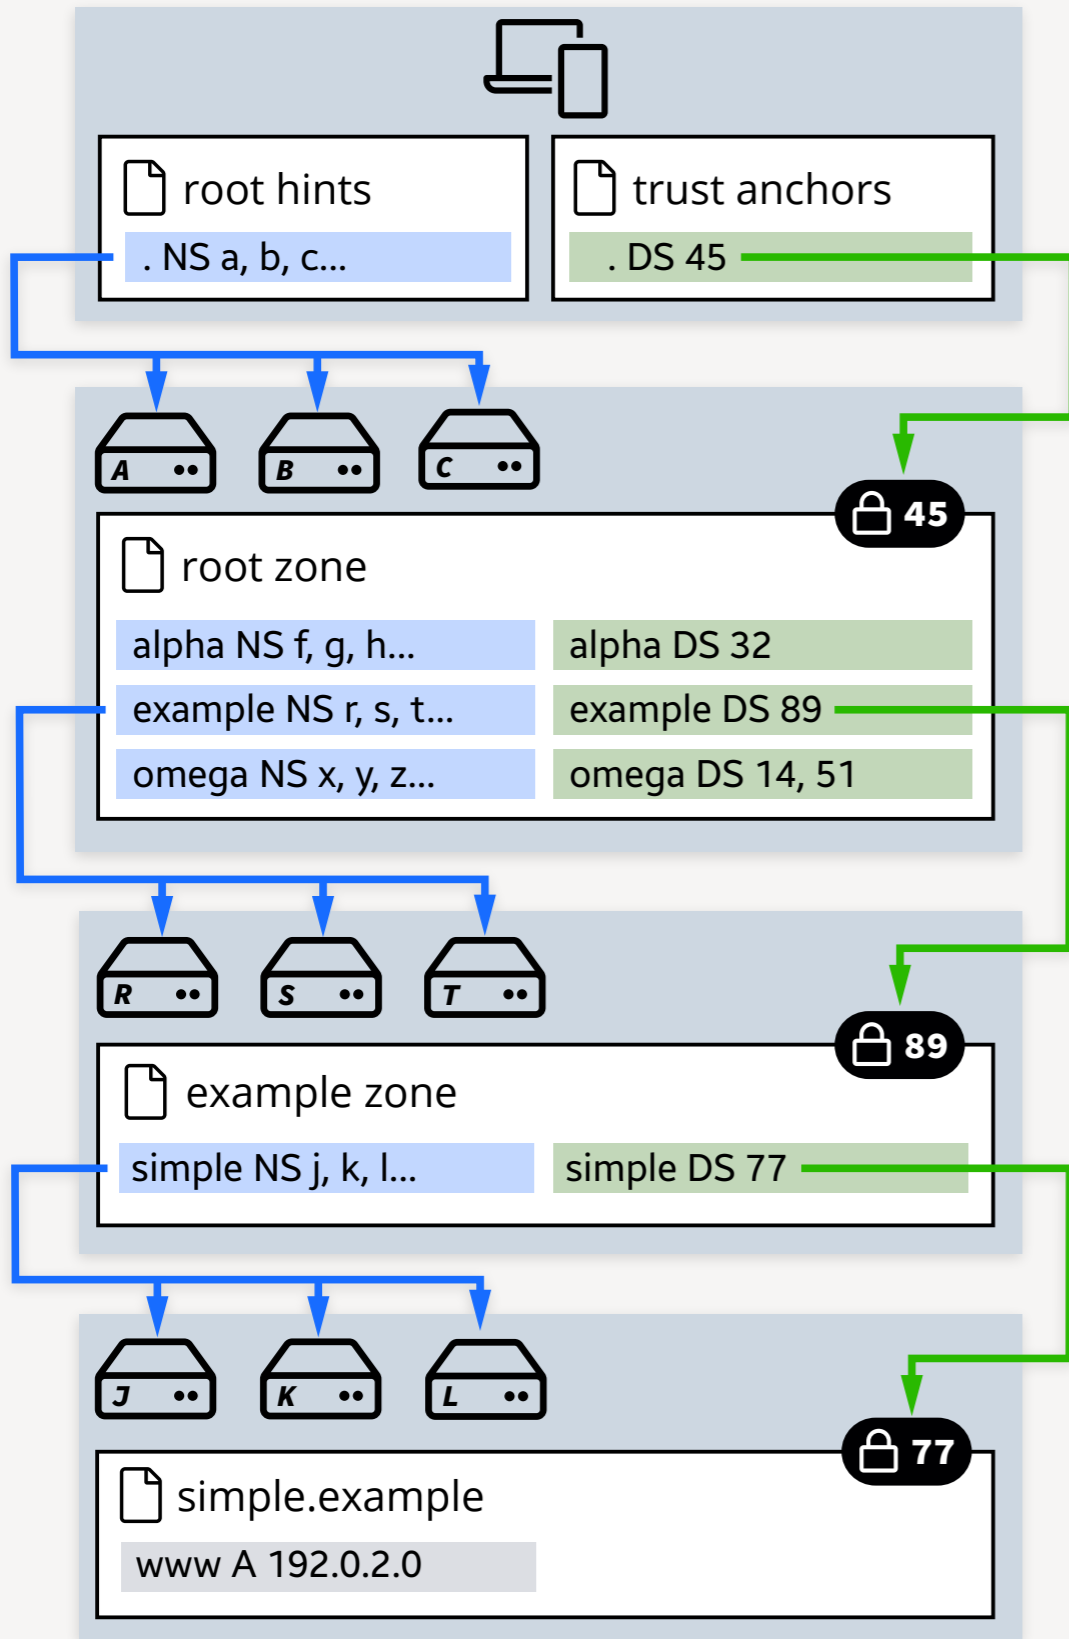 root hints
. NS a, b, c...
trust anchors
. DS 45
A
B
C
45
root zone
alpha NS f, g, h...
alpha DS 32
example NS r, s, t...
example DS 89
omega NS x, y, z...
omega DS 14, 51
R
S
T
89
example zone
simple NS j, k, l...
simple DS 77
J
K
L
77
simple.example
www A 192.0.2.0